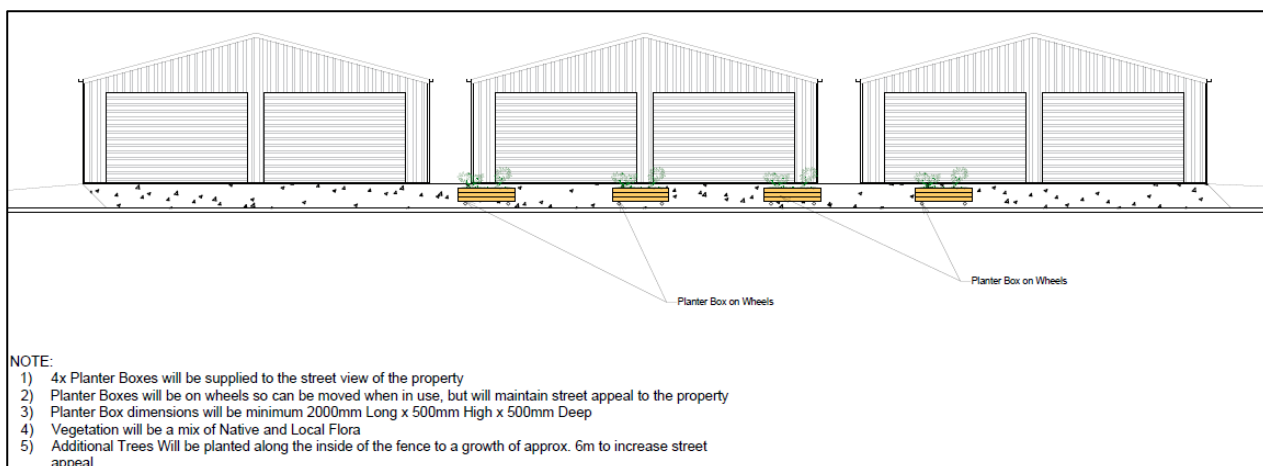 Planter Box on Wheels
Planter Box on Wheels
NOTE:
1) 4x Planter Boxes will be supplied to the street view of the property
2) Planter Boxes will be on wheels so can be moved when in use, but will maintain street appeal to the property
3) Planter Box dimensions will be minimum 2000mm Long x 500mm High x 500mm Deep
4) Vegetation will be a mix of Native and Local Flora
5) Additional Trees Will be planted along the inside of the fence to a growth of approx. 6m to increase street
appeal